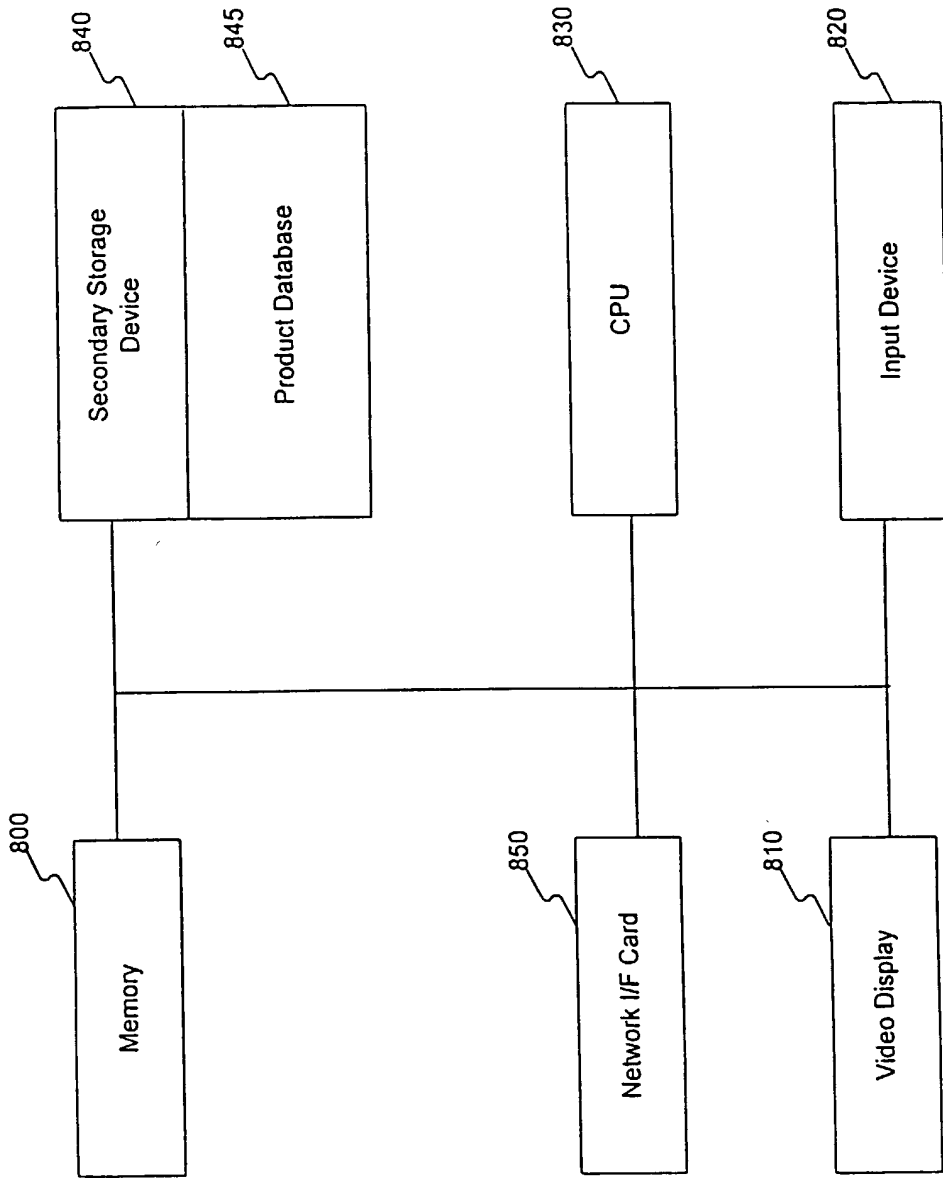 800
Memory
850
Network I/F Card
810
Video Display
840
Secondary Storage
Device
845
Product Database
830
CPU
820
Input Device